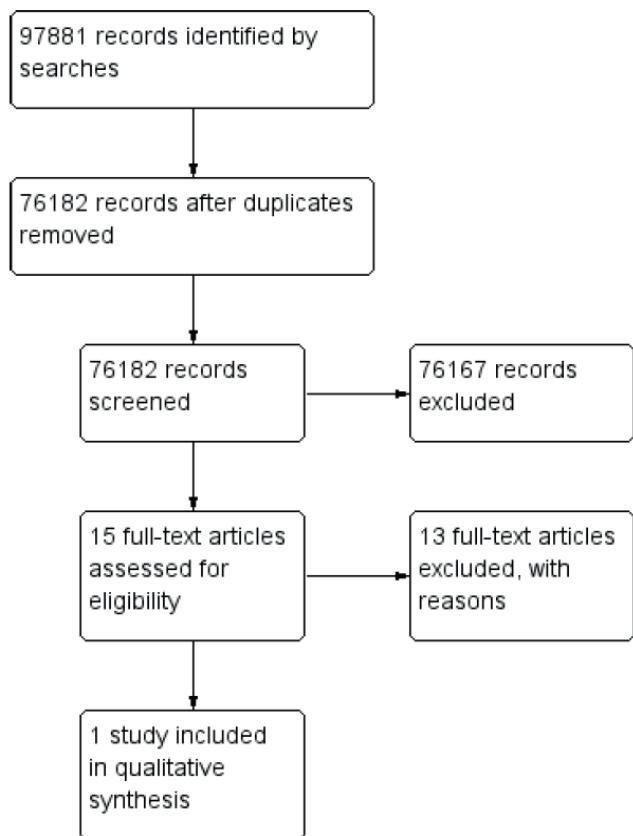 97881 records identified by
searches
76182 records after duplicates
removed
76182 records
screened
76167 records
excluded
15 full-text articles
assessed for
eligibility
13 full-text articles
excluded, with
reasons
1 study included
in qualitative
synthesis